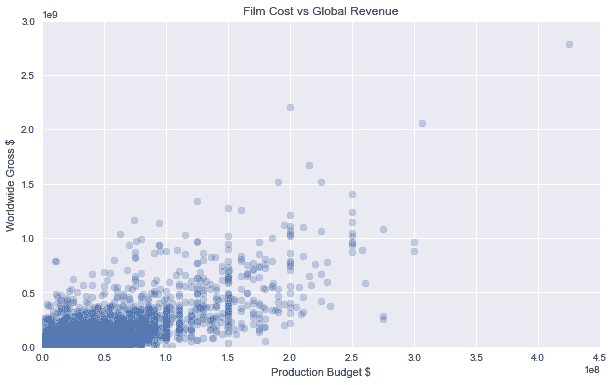 Film Cost vs Global Revenue
1e9
3.0
2.5
2.0
1.5
1.0
0.5
0.0
Worldwide Gross $
0.0 0.5 1.0 1.5 2.0 2.5 3.0 3.5 4.0 4.5
1e8
Production Budget $